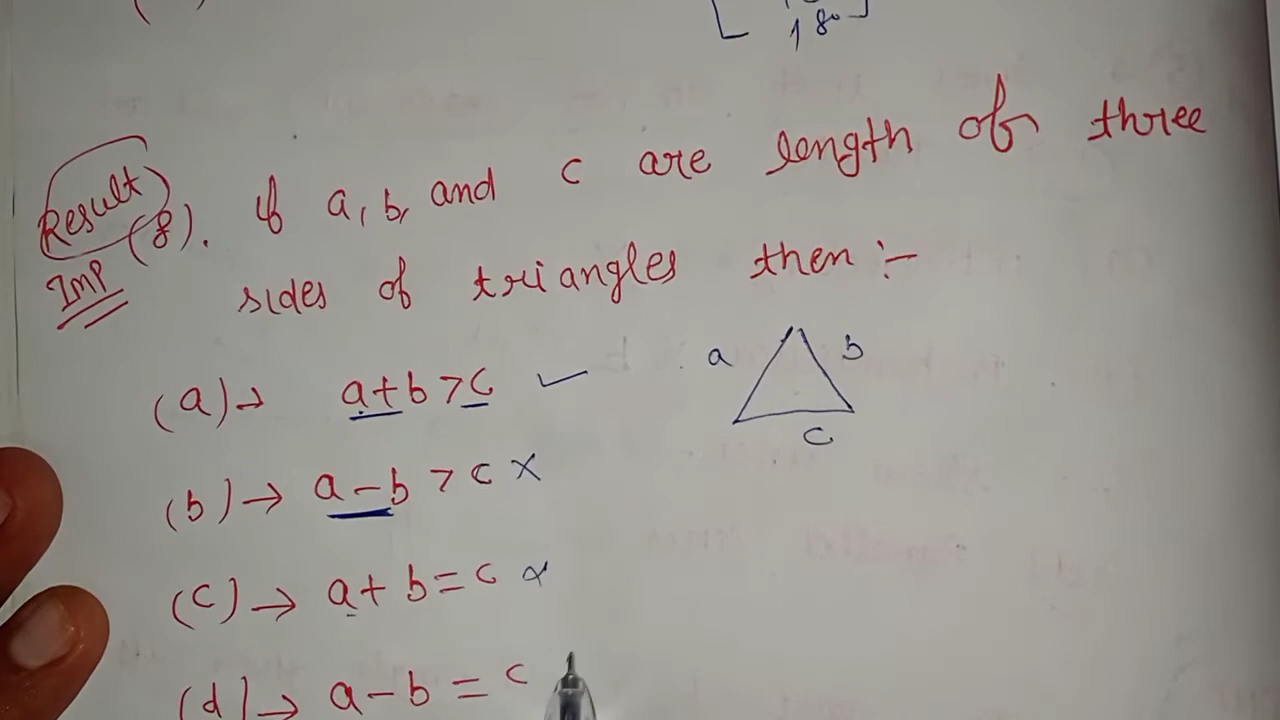 180
Result (8). if a, b, and c are length of three
Imp sides of triangles then :-
(a) → a+b > c ✓
a b
c
(b) → a-b > c ×
(c) → a+b = c ×
(d) → a-b = c